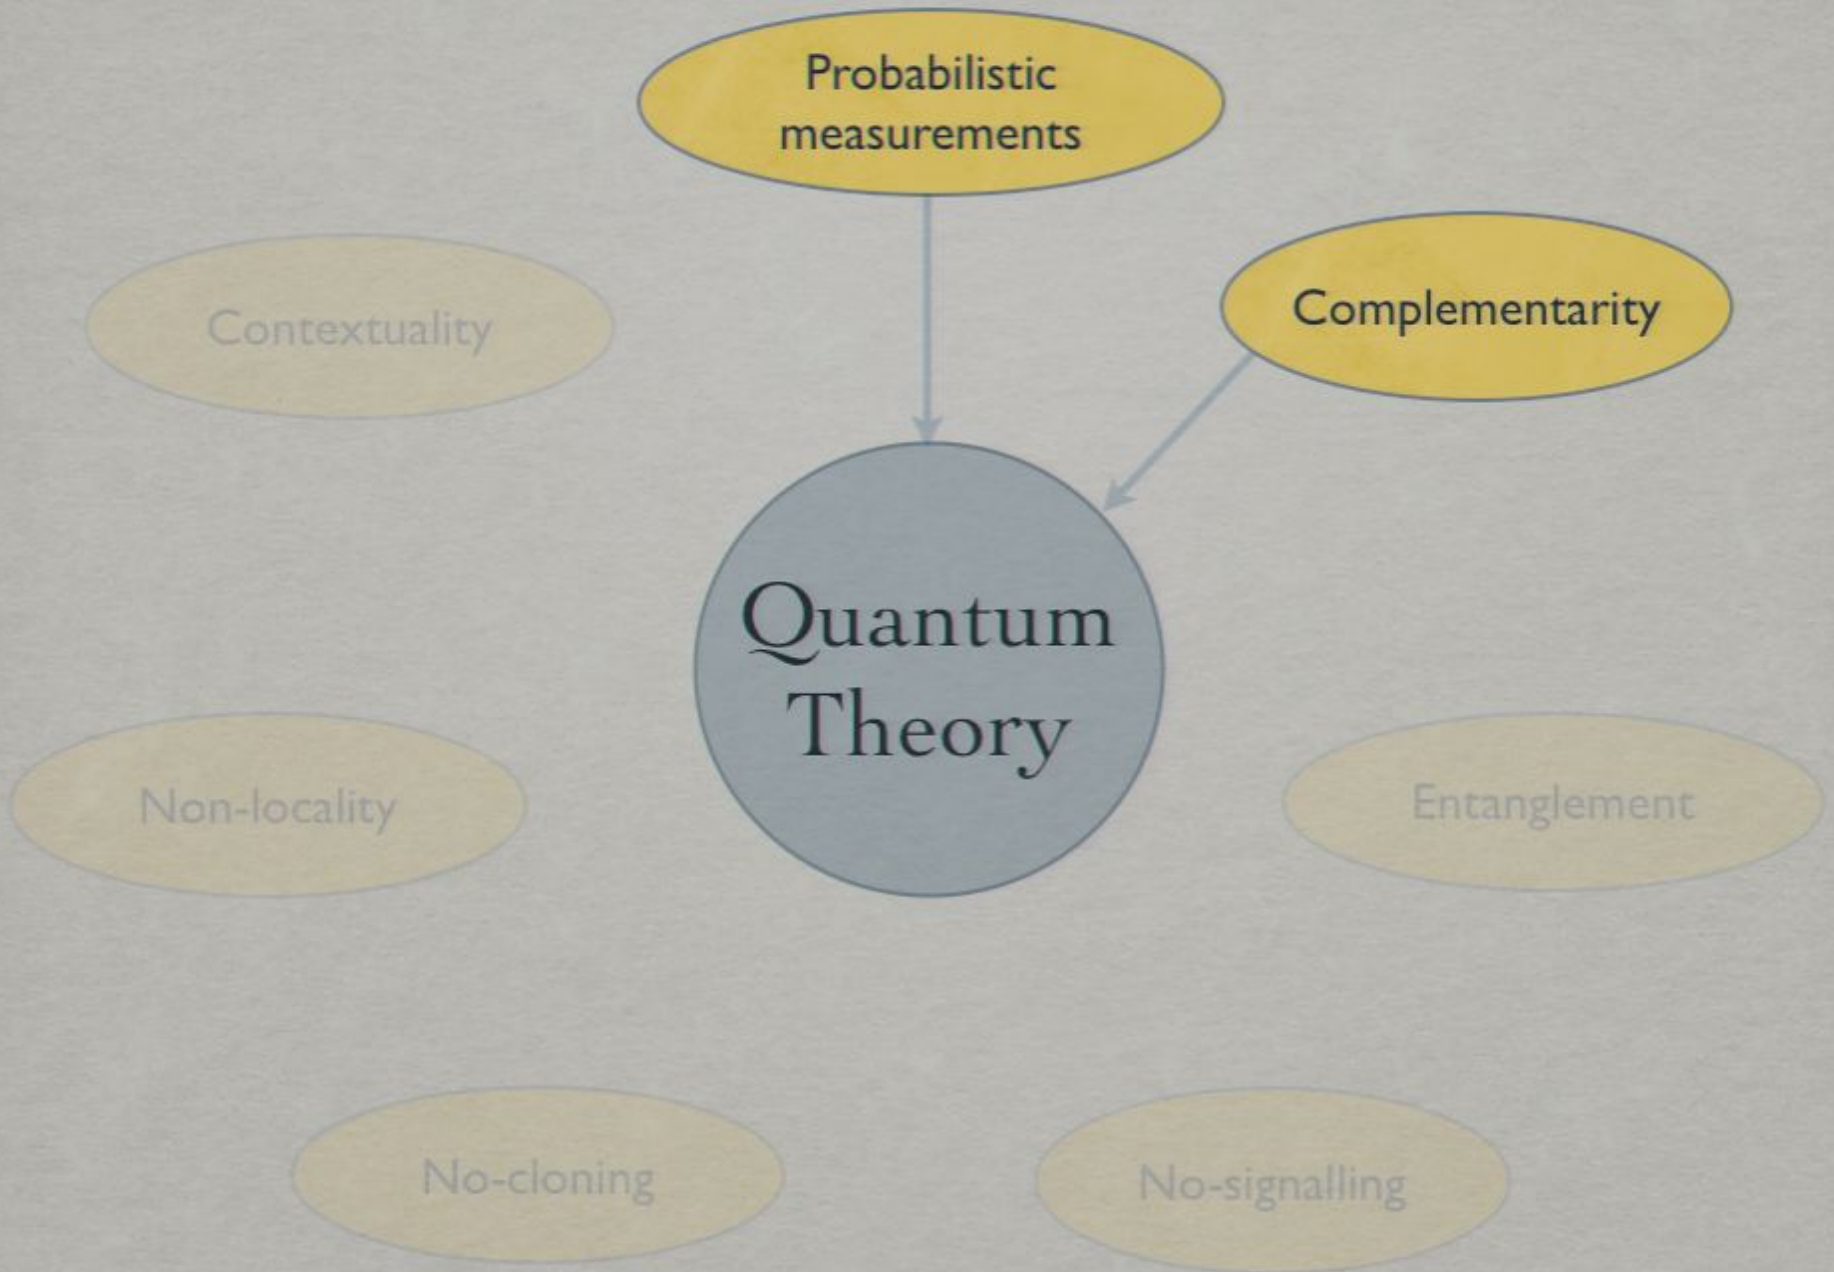 Probabilistic
measurements
Complementarity
Contextuality
Quantum
Theory
Non-locality
Entanglement
No-cloning
No-signalling